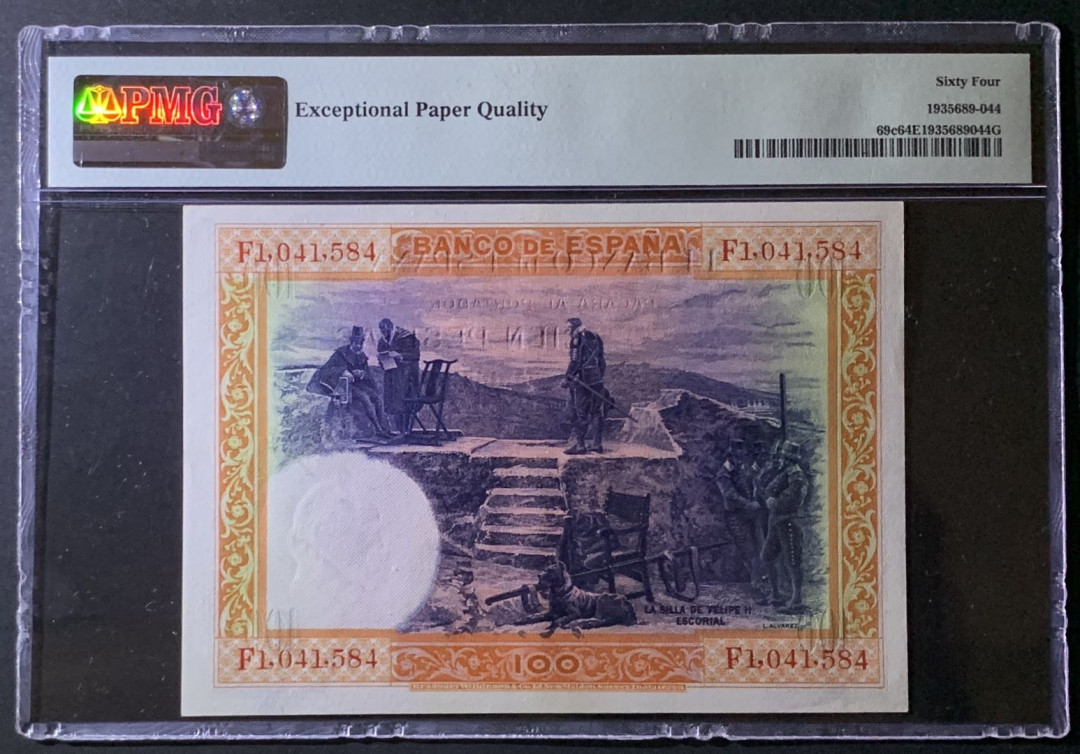 PMG
Exceptional Paper Quality
Sixty Four
1935689-044
69c64E1935689044G
F1,041,584
BANCO DE ESPAÑA
F1,041,584
LA SILLA DE FELIPE II.
ESCORIAL
L. ALVAREZ
F1,041,584
100
F1,041,584